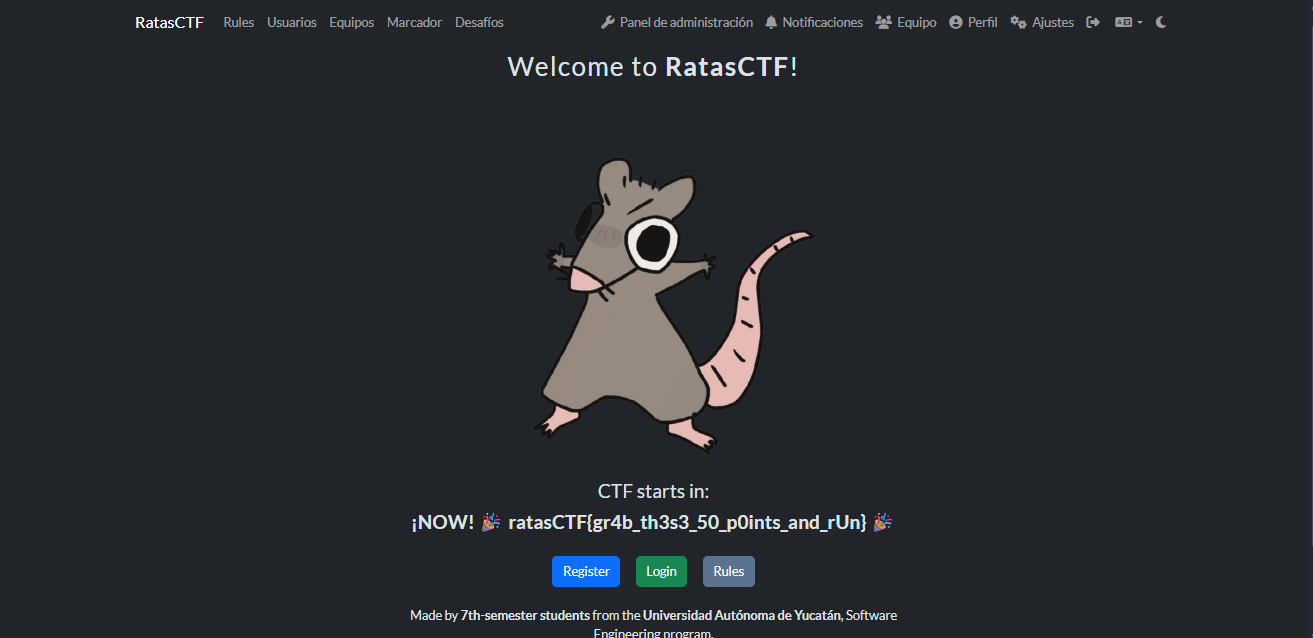 RatasCTF Rules Usuarios Equipos Marcador Desafíos Panel de administración Notificaciones Equipo Perfil Ajustes
Welcome to RatasCTF!
CTF starts in:
¡NOW! 🎉 ratasCTF{gr4b_th3s3_50_p0ints_and_rUn} 🎉
Register Login Rules
Made by 7th-semester students from the Universidad Autónoma de Yucatán, Software
Engineering program.